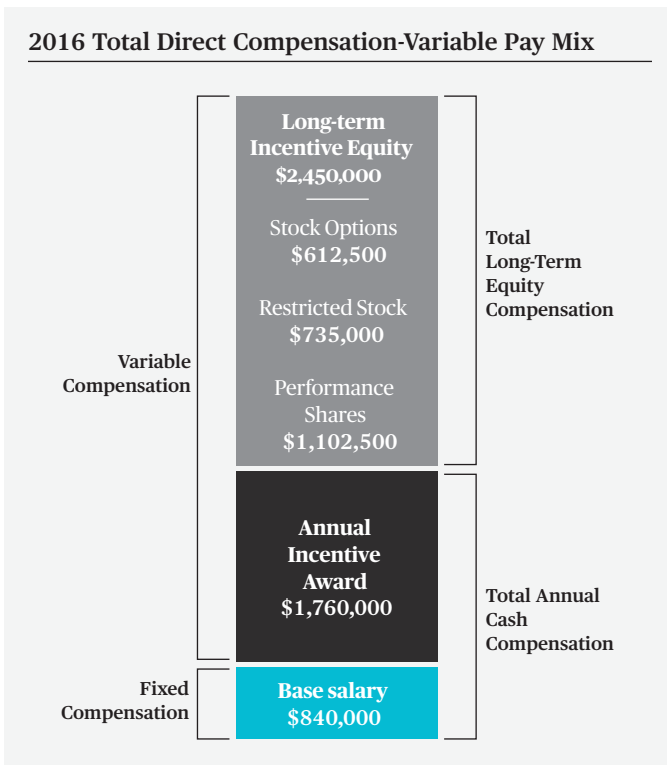 2016 Total Direct Compensation-Variable Pay Mix
Long-term
Incentive Equity
$2,450,000
Stock Options
$612,500
Restricted Stock
$735,000
Performance
Shares
$1,102,500
Total
Long-Term
Equity
Compensation
Variable
Compensation
Annual
Incentive
Award
$1,760,000
Total Annual
Cash
Compensation
Fixed
Compensation
Base salary
$840,000